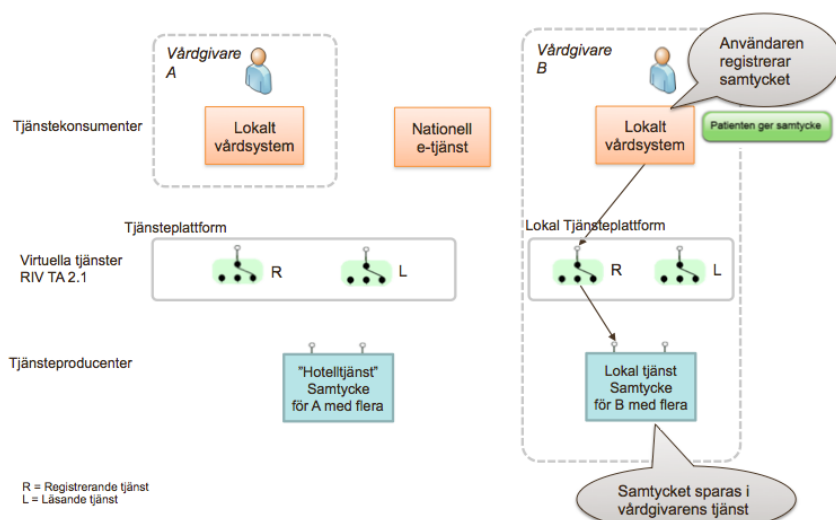 Vårdgivare
A
Vårdgivare
B
Användaren
registrerar
samtycket
Tjänstekonsumenter
Lokalt
vårdsystem
Nationell
e-tjänst
Lokalt
vårdsystem
Patienten ger samtycke
Tjänsteplattform
Lokal Tjänsteplattform
Virtuella tjänster
RIV TA 2.1
R
L
R
L
Tjänsteproducenter
"Hotelltjänst"
Samtycke
för A med flera
Lokal tjänst
Samtycke
för B med flera
R = Registrerande tjänst
L = Läsande tjänst
Samtycket sparas i
vårdgivarens tjänst